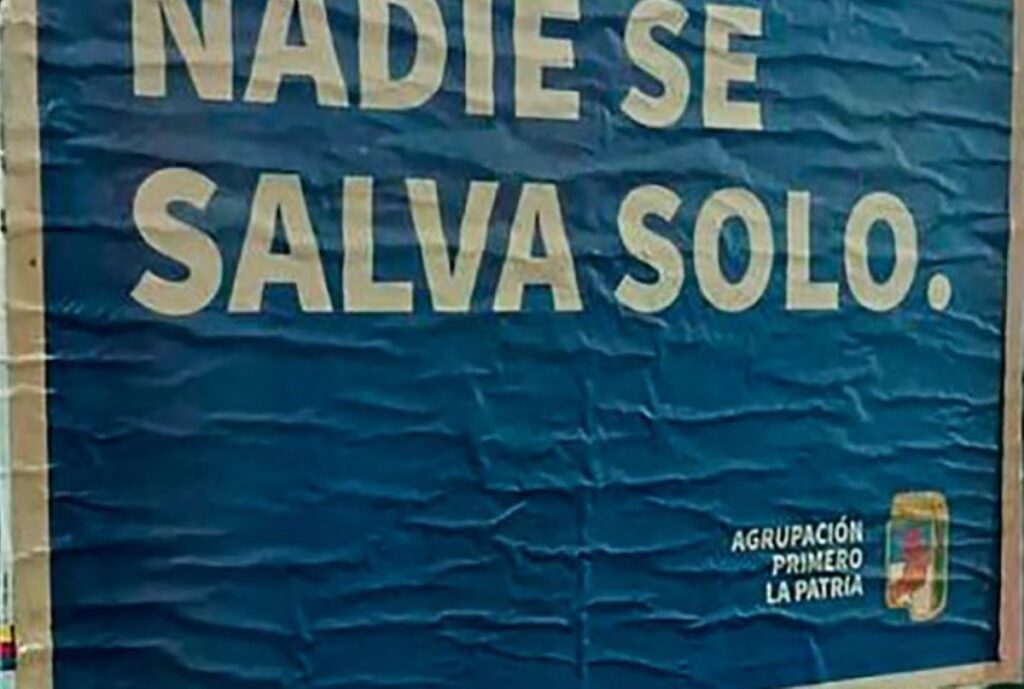 NADIE SE
SALVA SOLO.
AGRUPACIÓN
PRIMERO
LA PATRIA